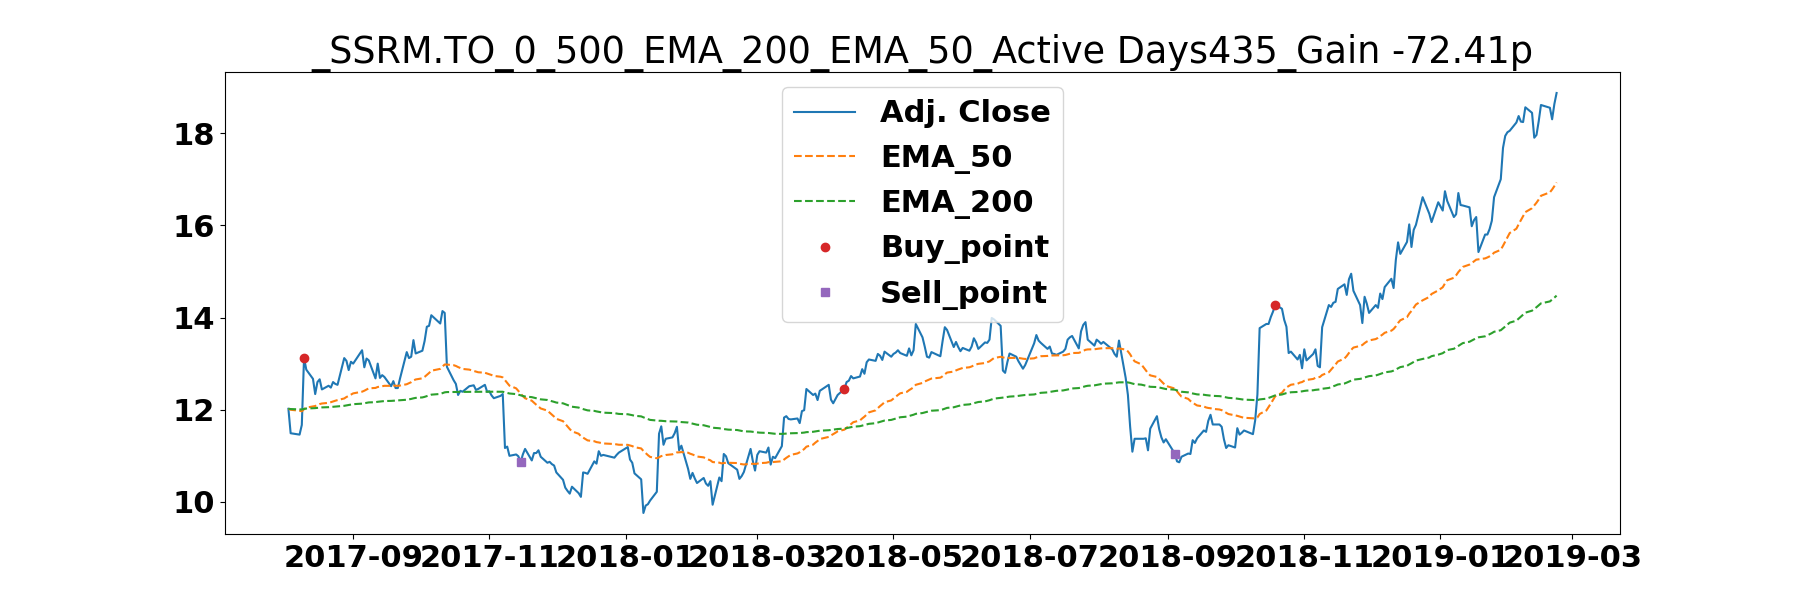 _SSRM.TO_0_500_EMA_200_EMA_50_Active Days435_Gain -72.41p
Adj. Close
EMA_50
EMA_200
Buy_point
Sell_point
18
16
14
12
10
2017-09 2017-11 2018-01 2018-03 2018-05 2018-07 2018-09 2018-11 2019-01 2019-03